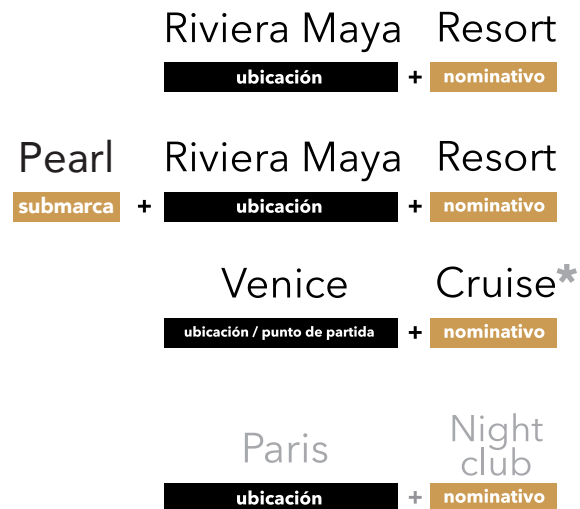 Riviera Maya Resort
ubicación + nominativo
Pearl Riviera Maya Resort
submarca + ubicación + nominativo
Venice Cruise*
ubicación / punto de partida + nominativo
Paris Night club
ubicación + nominativo